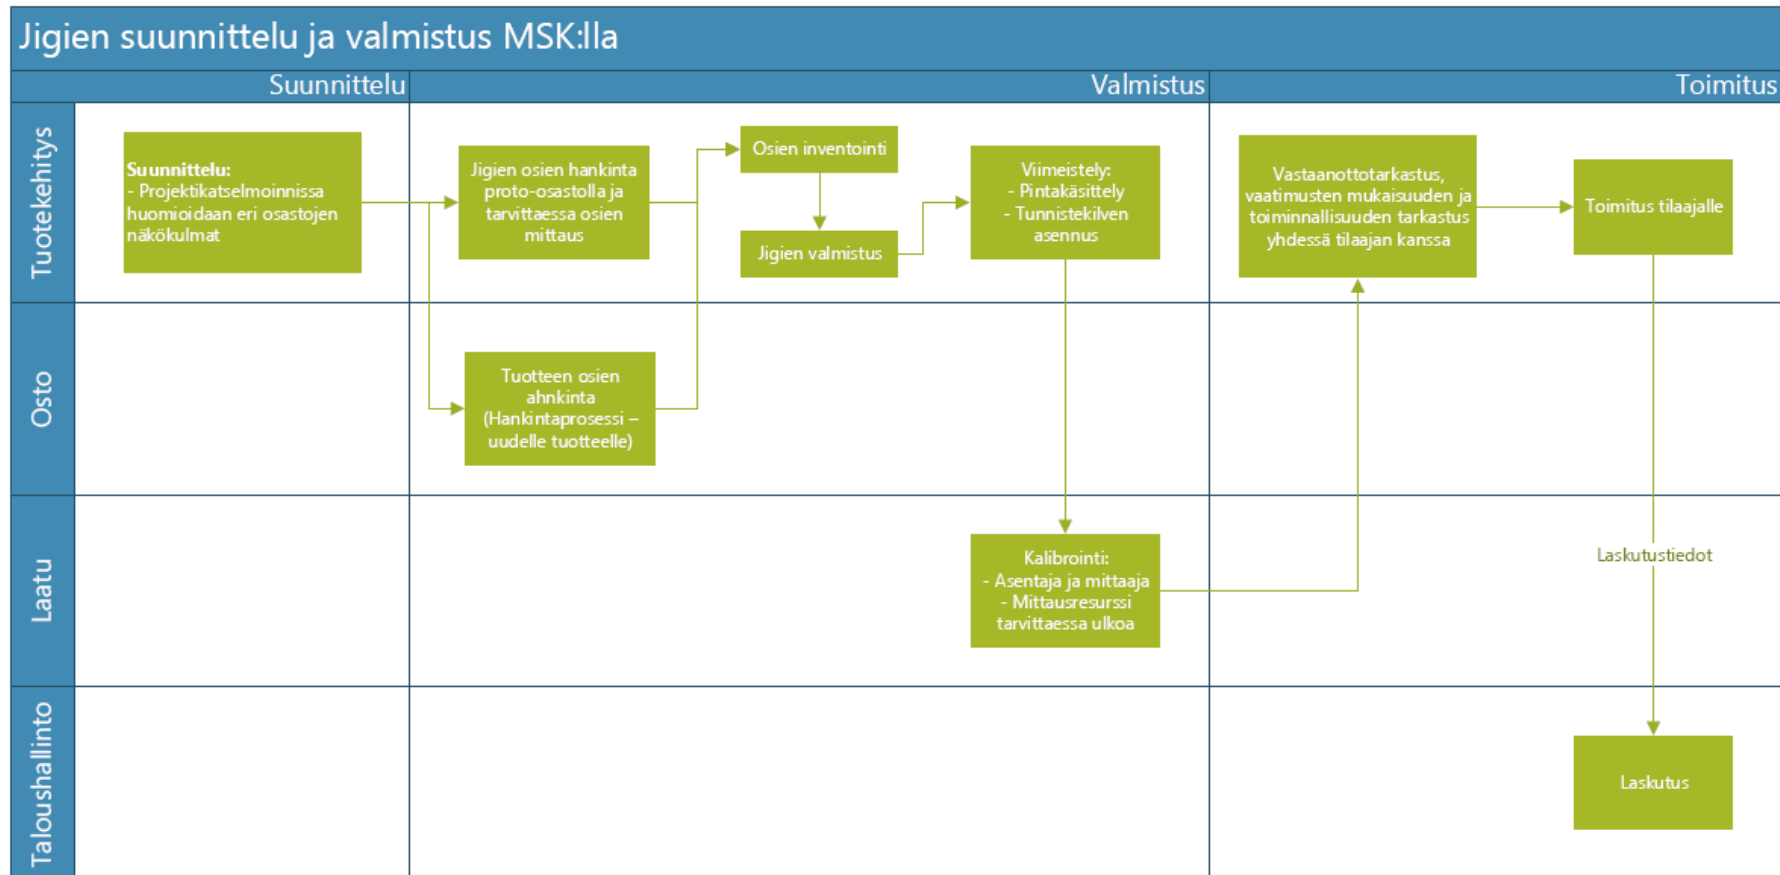 Jigien suunnittelu ja valmistus MSK:lla
Suunnittelu
Valmistus
Toimitus
Tuotekehitys
Suunnittelu:
- Projektikatselmoinnissa
huomioidaan eri osastojen
näkökulmat
Jigien osien hankinta
proto-osastolla ja
tarvittaessa osien
mittaus
Osien inventointi
Jigien valmistus
Viimeistely:
- Pintakäsittely
- Tunnistekilven
asennus
Vastaanottotarkastus,
vaatimusten mukaisuuden ja
toiminnallisuuden tarkastus
yhdessä tilaajan kanssa
Toimitus tilaajalle
Osto
Tuotteen osien
ahnkinta
(Hankintaprosessi –
uudelle tuotteelle)
Laatu
Kalibrointi:
- Asentaja ja mittaaja
- Mittausresurssi
tarvittaessa ulkoa
Laskutustiedot
Taloushallinto
Laskutus